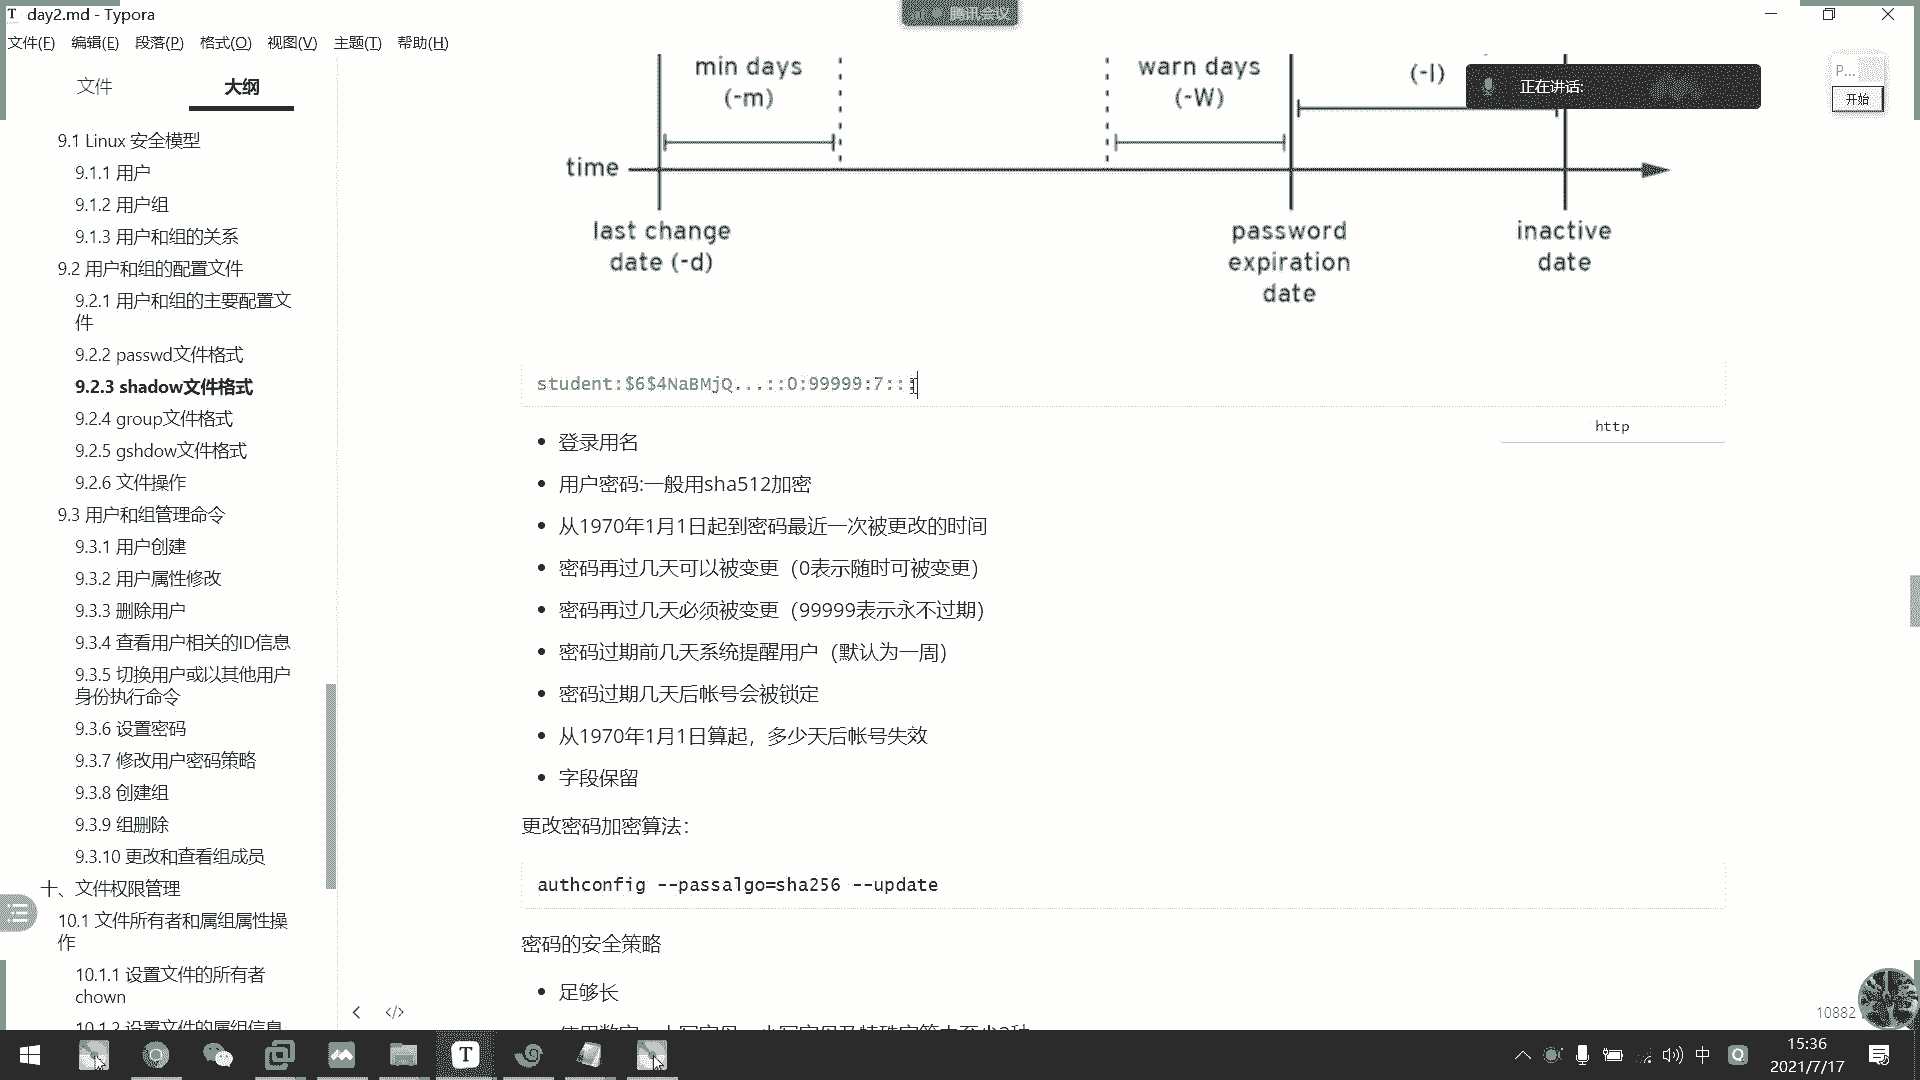 day2.md - Typora
腾讯会议
文件(F) 编辑(E) 段落(P) 格式(O) 视图(V) 主题(T) 帮助(H)
文件 大纲
9.1 Linux 安全模型
9.1.1 用户
9.1.2 用户组
9.1.3 用户和组的关系
9.2 用户和组的配置文件
9.2.1 用户和组的主要配置文
件
9.2.2 passwd文件格式
9.2.3 shadow文件格式
9.2.4 group文件格式
9.2.5 gshdow文件格式
9.2.6 文件操作
9.3 用户和组管理命令
9.3.1 用户创建
9.3.2 用户属性修改
9.3.3 删除用户
9.3.4 查看用户相关的ID信息
9.3.5 切换用户或以其他用户
身份执行命令
9.3.6 设置密码
9.3.7 修改用户密码策略
9.3.8 创建组
9.3.9 组删除
9.3.10 更改和查看组成员
十、文件权限管理
10.1 文件所有者和属组属性操
作
10.1.1 设置文件的所有者
chown
10.1.2 设置文件的属组信息
min days
(-m)
warn days
(-W)
(-I)
正在讲话:
P...
开始
time
last change
date (-d)
password
expiration
date
inactive
date
student:$6$4NaBMjQ...::0:99999:7:::
http
• 登录用名
• 用户密码:一般用sha512加密
• 从1970年1月1日起到密码最近一次被更改的时间
• 密码再过几天可以被变更（0表示随时可被变更）
• 密码再过几天必须被变更（99999表示永不过期）
• 密码过期前几天系统提醒用户（默认为一周）
• 密码过期几天后帐号会被锁定
• 从1970年1月1日算起，多少天后帐号失效
• 字段保留
更改密码加密算法：
authconfig --passalgo=sha256 --update
密码的安全策略
• 足够长
10882
中
15:36
2021/7/17